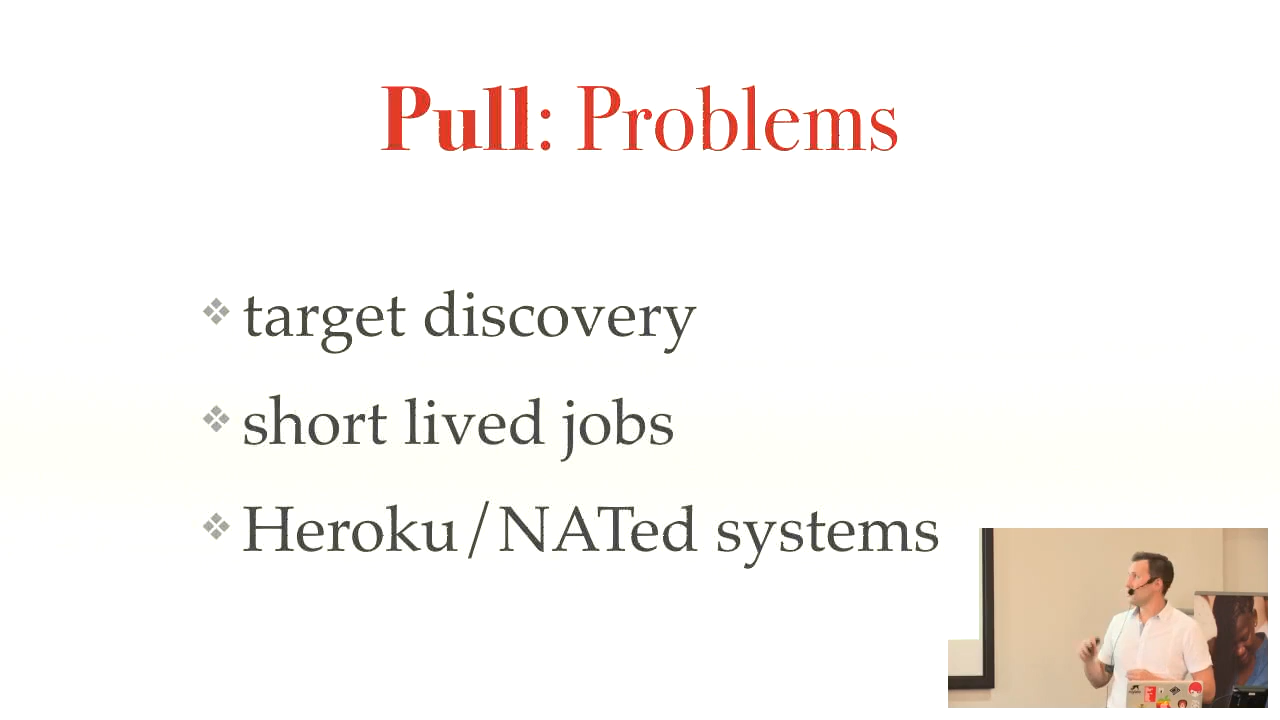 Pull: Problems
target discovery
short lived jobs
Heroku/NATed systems